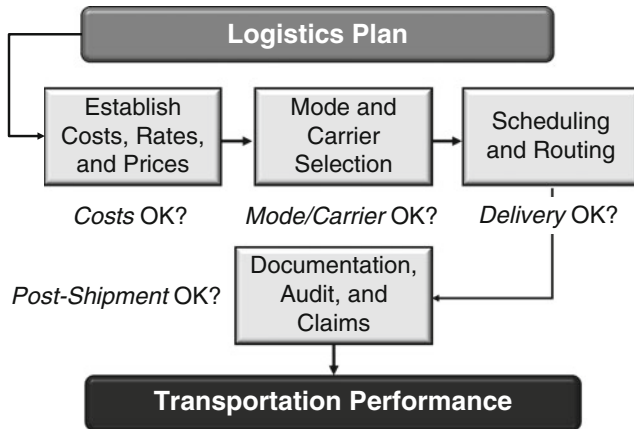 Logistics Plan
Establish
Costs, Rates,
and Prices
Mode and
Carrier
Selection
Scheduling
and Routing
Costs OK?
Mode/Carrier OK?
Delivery OK?
Post-Shipment OK?
Documentation,
Audit, and
Claims
Transportation Performance